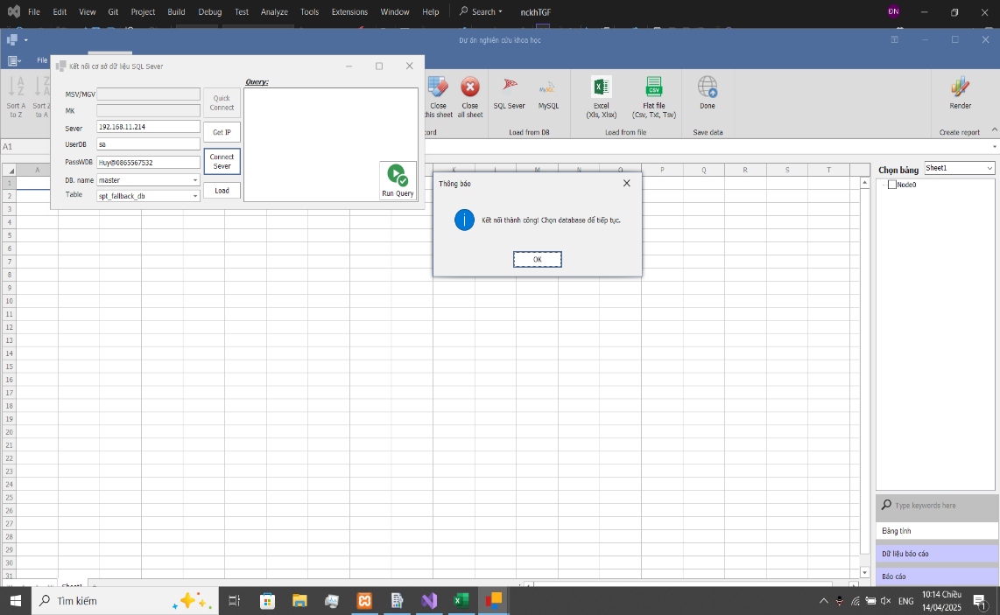 File Edit View Git Project Build Debug Test Analyze Tools Extensions Window Help Search nckhTGF ĐN
Dự án nghiên cứu khoa học
File
Kết nối cơ sở dữ liệu SQL Sever
Sort A to Z
MSV/MGV
MK
Sever 192.168.11.214
UserDB sa
PassWDB Huy@0865567532
DB. name master
Table spt_fallback_db
Quick Connect
Get IP
Connect Sever
Load
Query:
Run Query
Close this sheet
Close all sheet
SQL Sever
MySQL
MySQL
Load from DB
Excel (Xls, Xlsx)
CSV
Flat file (Csv, Txt, Tsv)
Load from file
Done
Save data
Render
Create report
A1
A K L M N O P Q R S T
1
2
3
4
5
6
7
8
9
10
11
12
13
14
15
16
17
18
19
20
21
22
23
24
25
26
27
28
29
30
31
Thông báo
Kết nối thành công! Chọn database để tiếp tục.
OK
Chọn bảng Sheet1
Node0
Type keywords here
Bảng tính
Dữ liệu báo cáo
Báo cáo
Sheet1
Tìm kiếm
ENG
10:14 Chiều
14/04/2025
1